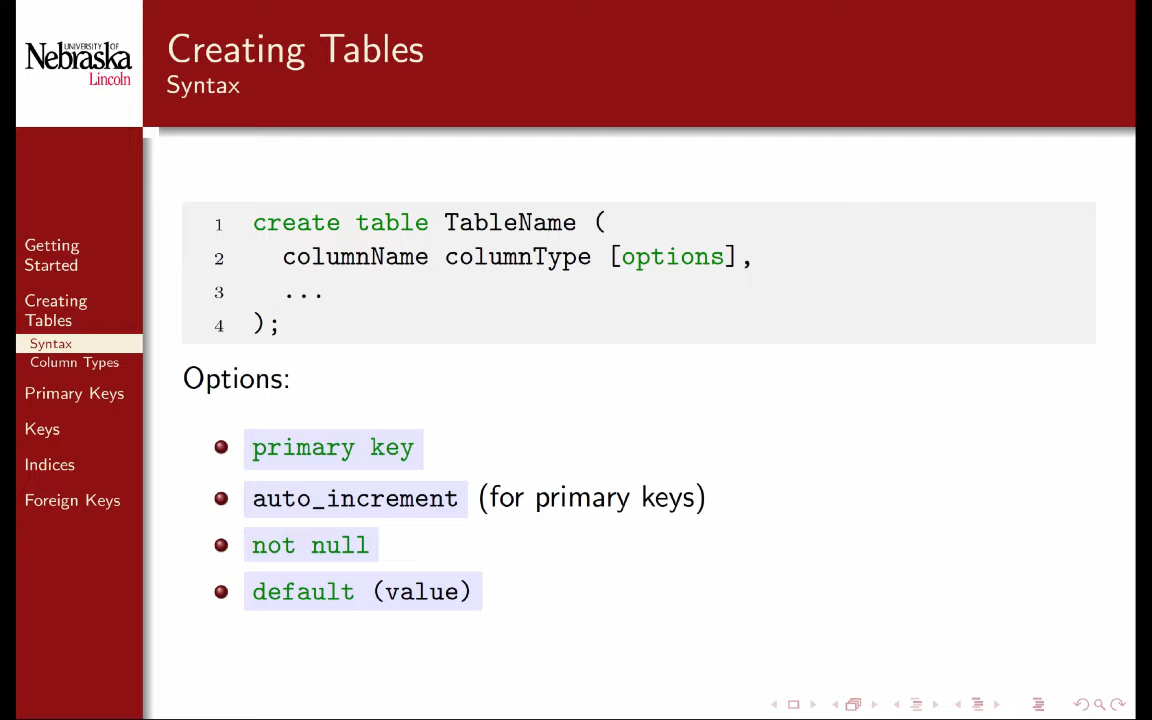 UNIVERSITY OF
Nebraska
Lincoln
Creating Tables
Syntax
Getting
Started
Creating
Tables
Syntax
Column Types
Primary Keys
Keys
Indices
Foreign Keys
1 create table TableName (
2 columnName columnType [options],
3 ...
4 );
Options:
primary key
auto_increment (for primary keys)
not null
default (value)